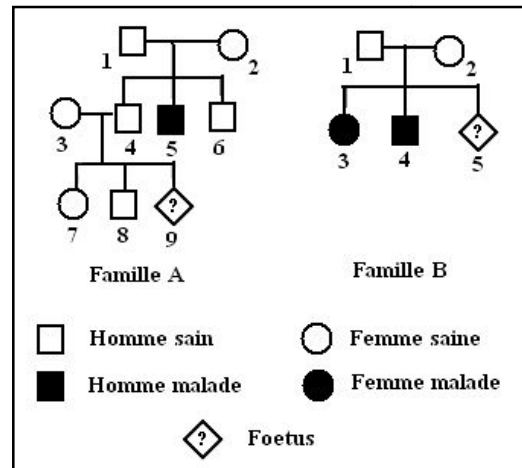 1 2 1 2
3 4 5 6 3 4 ? 5
7 8 ? 9
Famille A Famille B
Homme sain Femme saine
Homme malade Femme malade
? Foetus